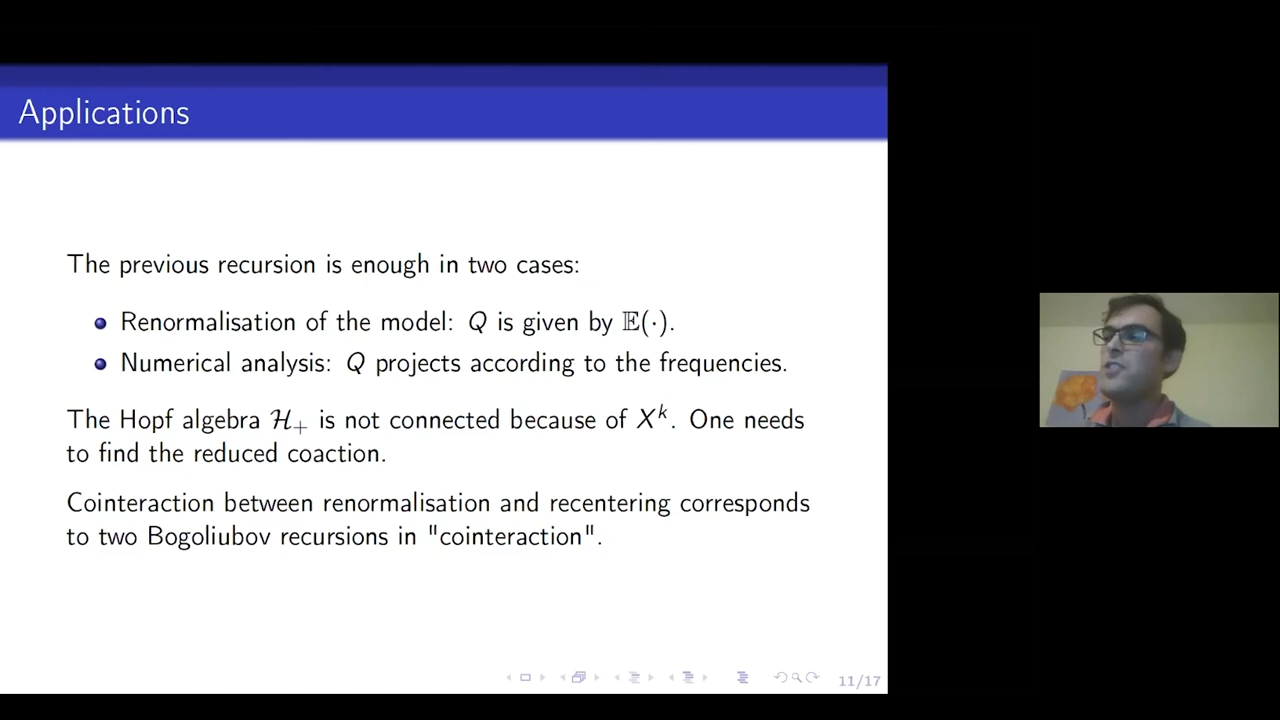 Applications
The previous recursion is enough in two cases:
Renormalisation of the model: Q is given by 𝔼(·).
Numerical analysis: Q projects according to the frequencies.
The Hopf algebra ℋ₊ is not connected because of Xᵏ. One needs
to find the reduced coaction.
Cointeraction between renormalisation and recentering corresponds
to two Bogoliubov recursions in "cointeraction".
11/17